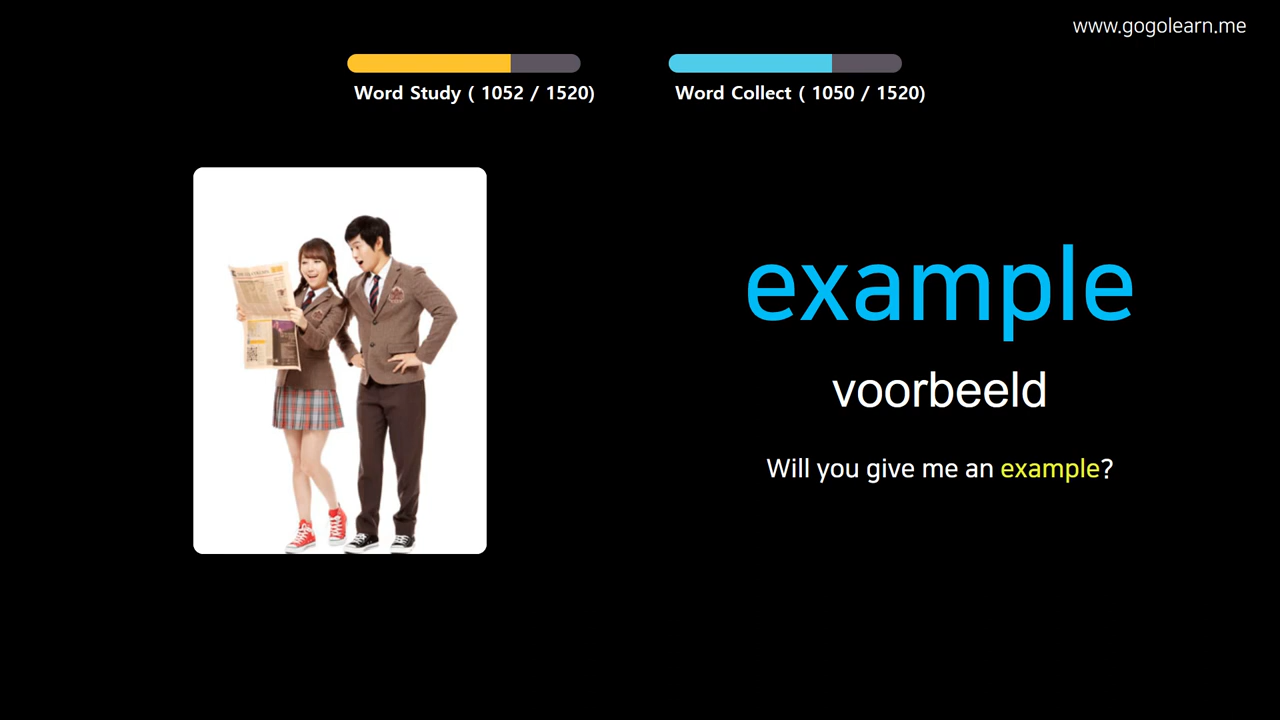 www.gogolearn.me
Word Study ( 1052 / 1520)
Word Collect ( 1050 / 1520)
example
voorbeeld
Will you give me an example?